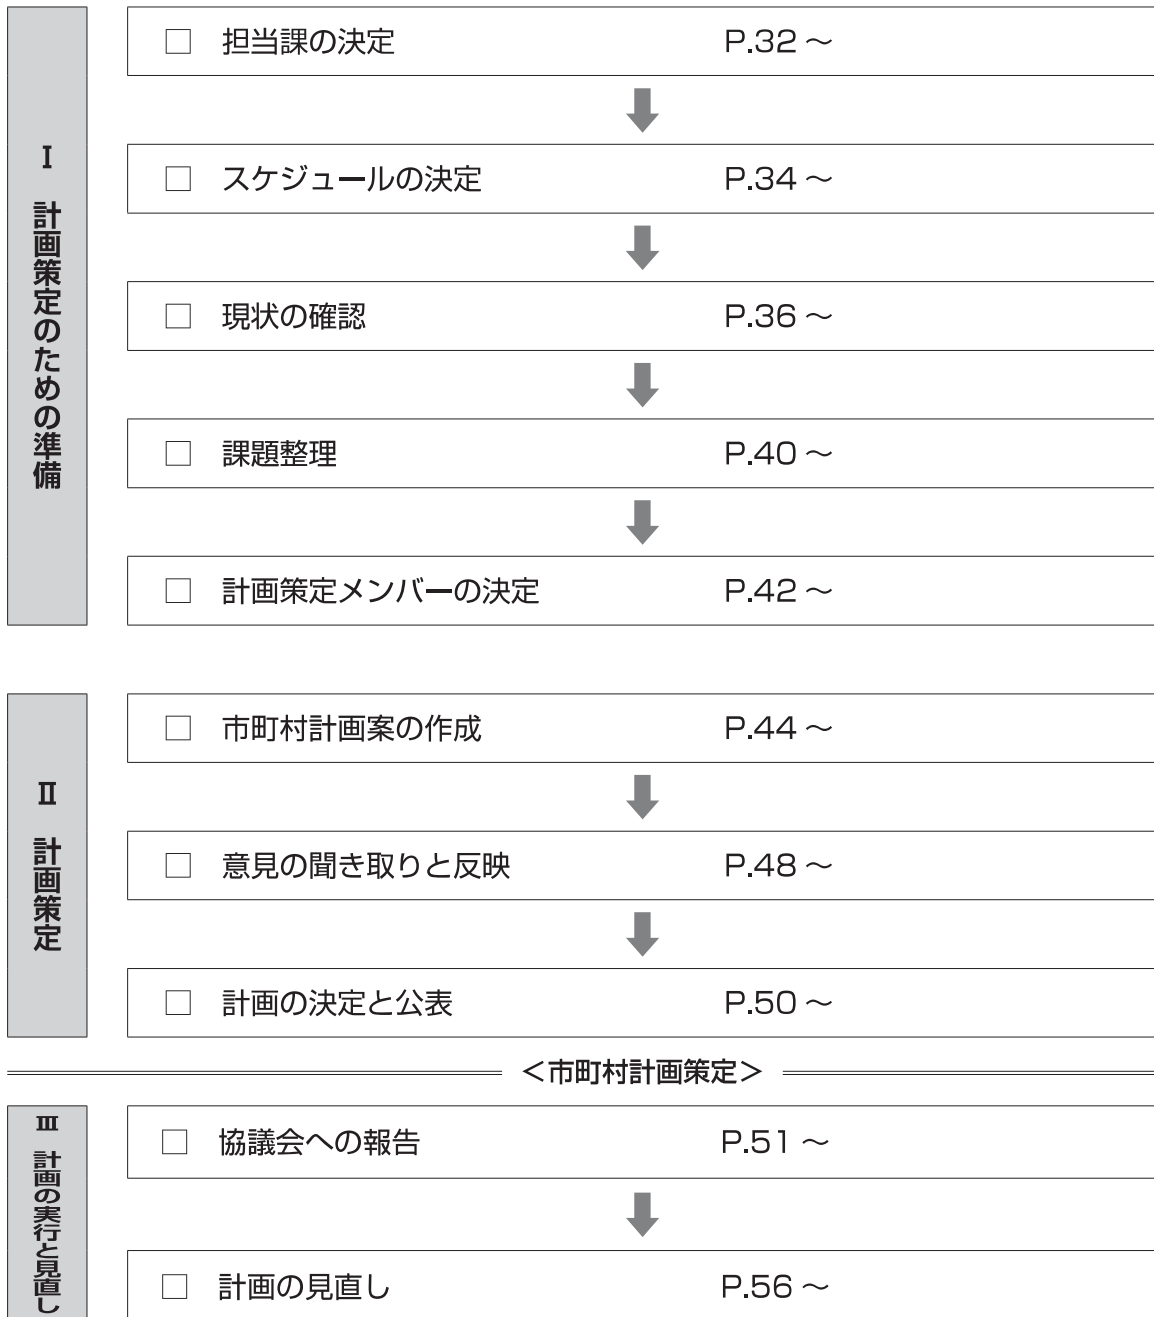 Ⅰ 計画策定のための準備
□ 担当課の決定 P.32～
□ スケジュールの決定 P.34～
□ 現状の確認 P.36～
□ 課題整理 P.40～
□ 計画策定メンバーの決定 P.42～
Ⅱ 計画策定
□ 市町村計画案の作成 P.44～
□ 意見の聞き取りと反映 P.48～
□ 計画の決定と公表 P.50～
＜市町村計画策定＞
Ⅲ 計画の実行と見直し
□ 協議会への報告 P.51～
□ 計画の見直し P.56～